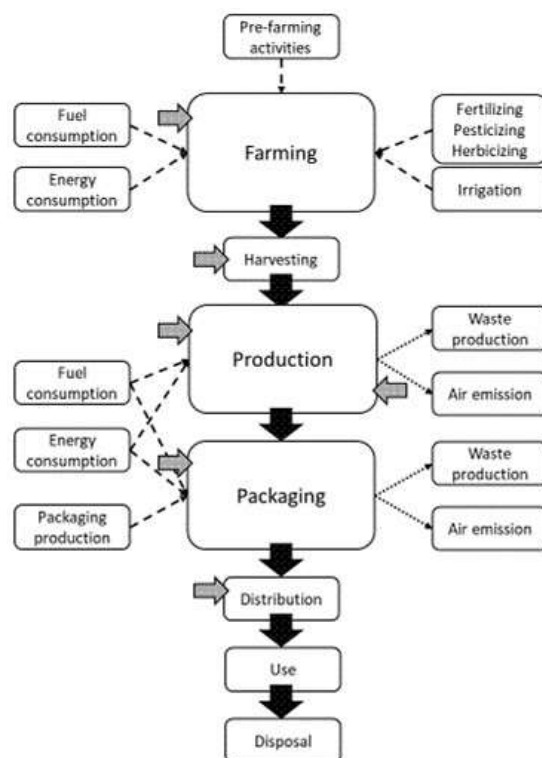 Pre-farming
activities
Fuel
consumption
Farming
Fertilizing
Pesticizing
Herbicizing
Energy
consumption
Irrigation
Harvesting
Production
Waste
production
Fuel
consumption
Air emission
Energy
consumption
Packaging
Waste
production
Packaging
production
Air emission
Distribution
Use
Disposal